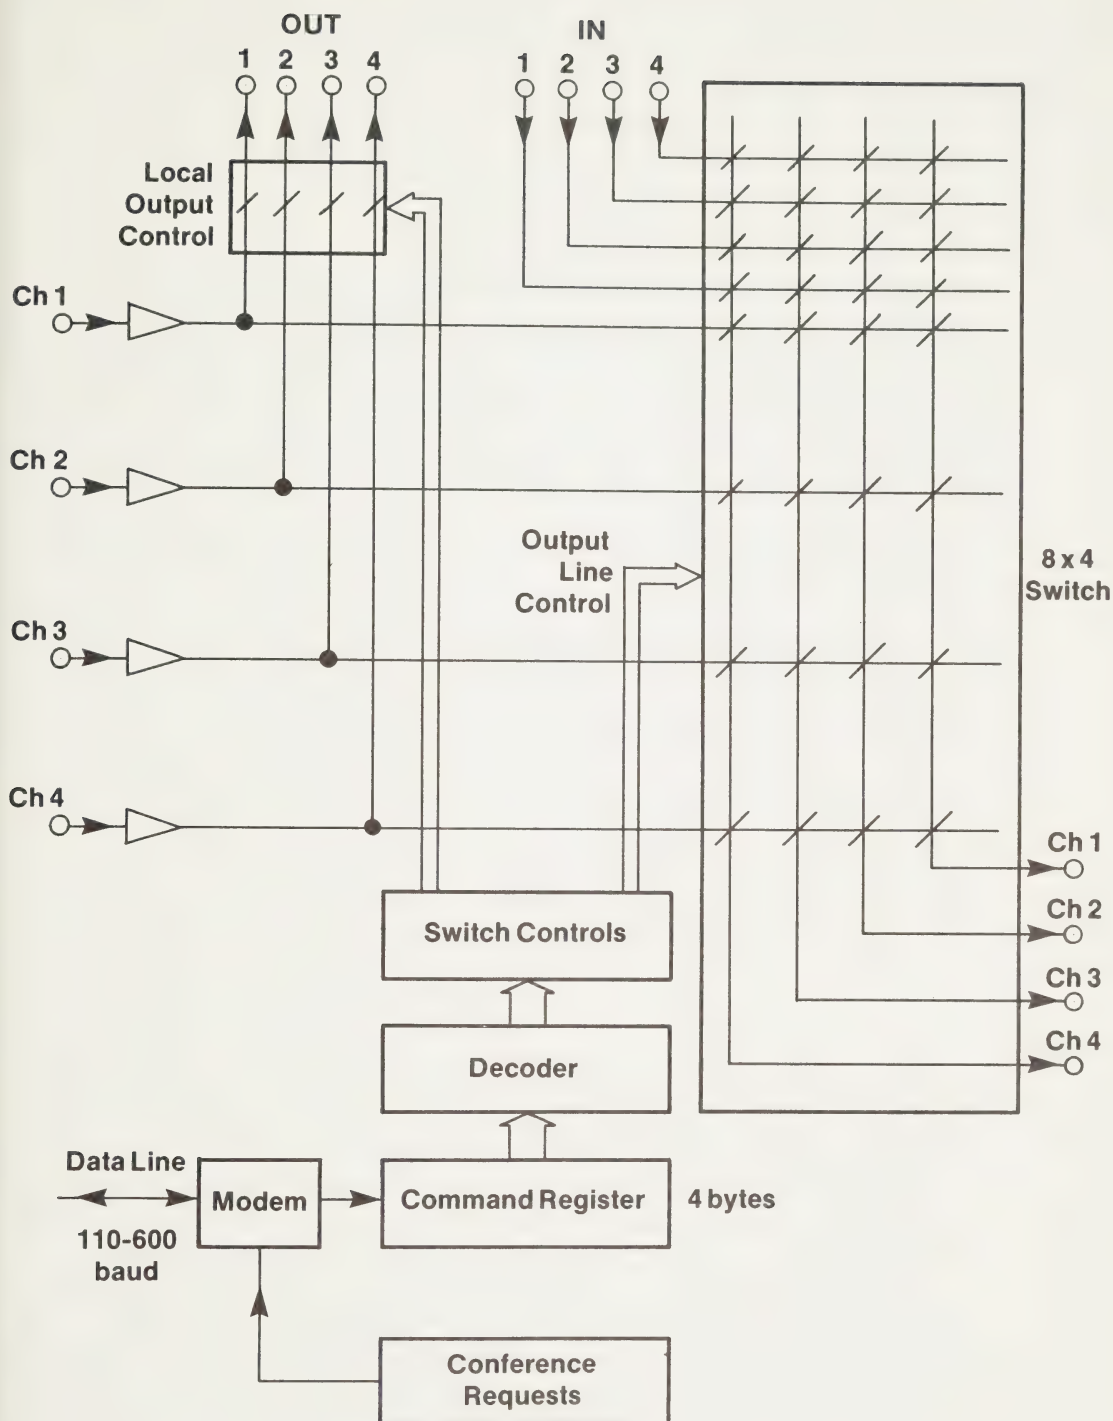 OUT
IN
1 2 3 4
1 2 3 4
Local
Output
Control
Ch 1
Ch 2
Output
Line
Control
8 x 4
Switch
Ch 3
Ch 4
Ch 1
Switch Controls
Ch 2
Ch 3
Decoder
Ch 4
Data Line
Modem
Command Register
4 bytes
110-600
baud
Conference
Requests